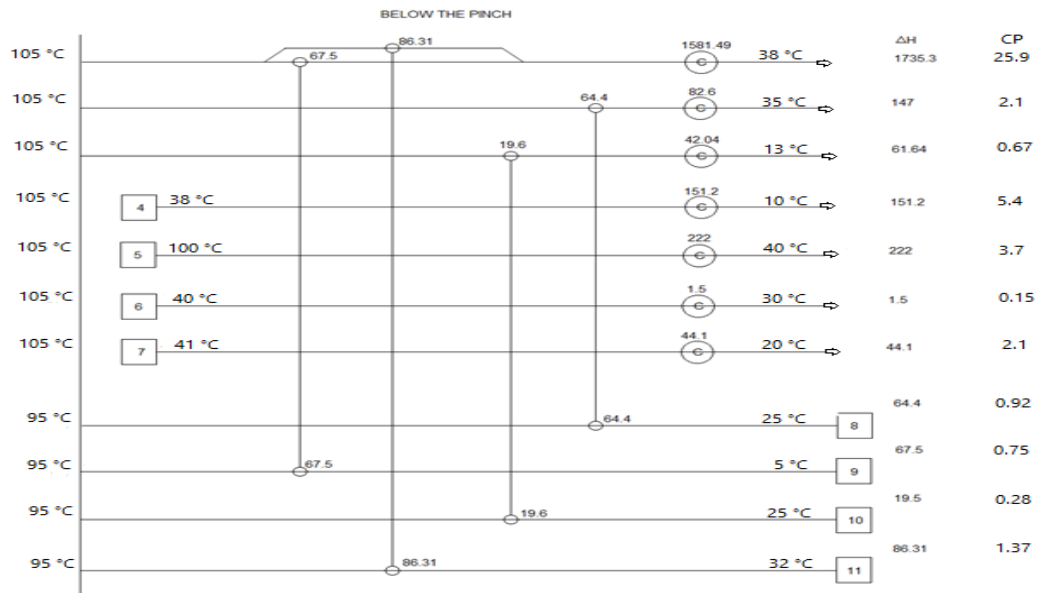 BELOW THE PINCH
△H CP
105 °C 67.5 86.31 1581.49 C 38 °C 1735.3 25.9
105 °C 64.4 82.6 C 35 °C 147 2.1
105 °C 19.6 42.04 C 13 °C 61.64 0.67
105 °C 4 38 °C 151.2 C 10 °C 151.2 5.4
105 °C 5 100 °C 222 C 40 °C 222 3.7
105 °C 6 40 °C 1.5 C 30 °C 1.5 0.15
105 °C 7 41 °C 44.1 C 20 °C 44.1 2.1
95 °C 64.4 25 °C 8 64.4 0.92
95 °C 67.5 5 °C 9 67.5 0.75
95 °C 19.6 25 °C 10 19.5 0.28
95 °C 86.31 32 °C 11 86.31 1.37